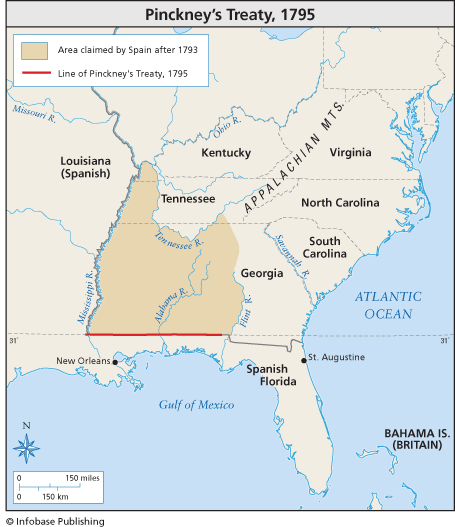 Pinckney's Treaty, 1795
Area claimed by Spain after 1793
Line of Pinckney's Treaty, 1795
Missouri R.
Ohio R.
Louisiana
(Spanish)
Kentucky
APPALACHIAN MTS.
Virginia
Tennessee
North Carolina
Tennessee R.
Savannah R.
South
Carolina
Mississippi R.
Alabama R.
Georgia
Flint R.
ATLANTIC
OCEAN
31°
31°
New Orleans
St. Augustine
Spanish
Florida
Gulf of Mexico
N
BAHAMA IS.
(BRITAIN)
0 150 miles
0 150 km
© Infobase Publishing